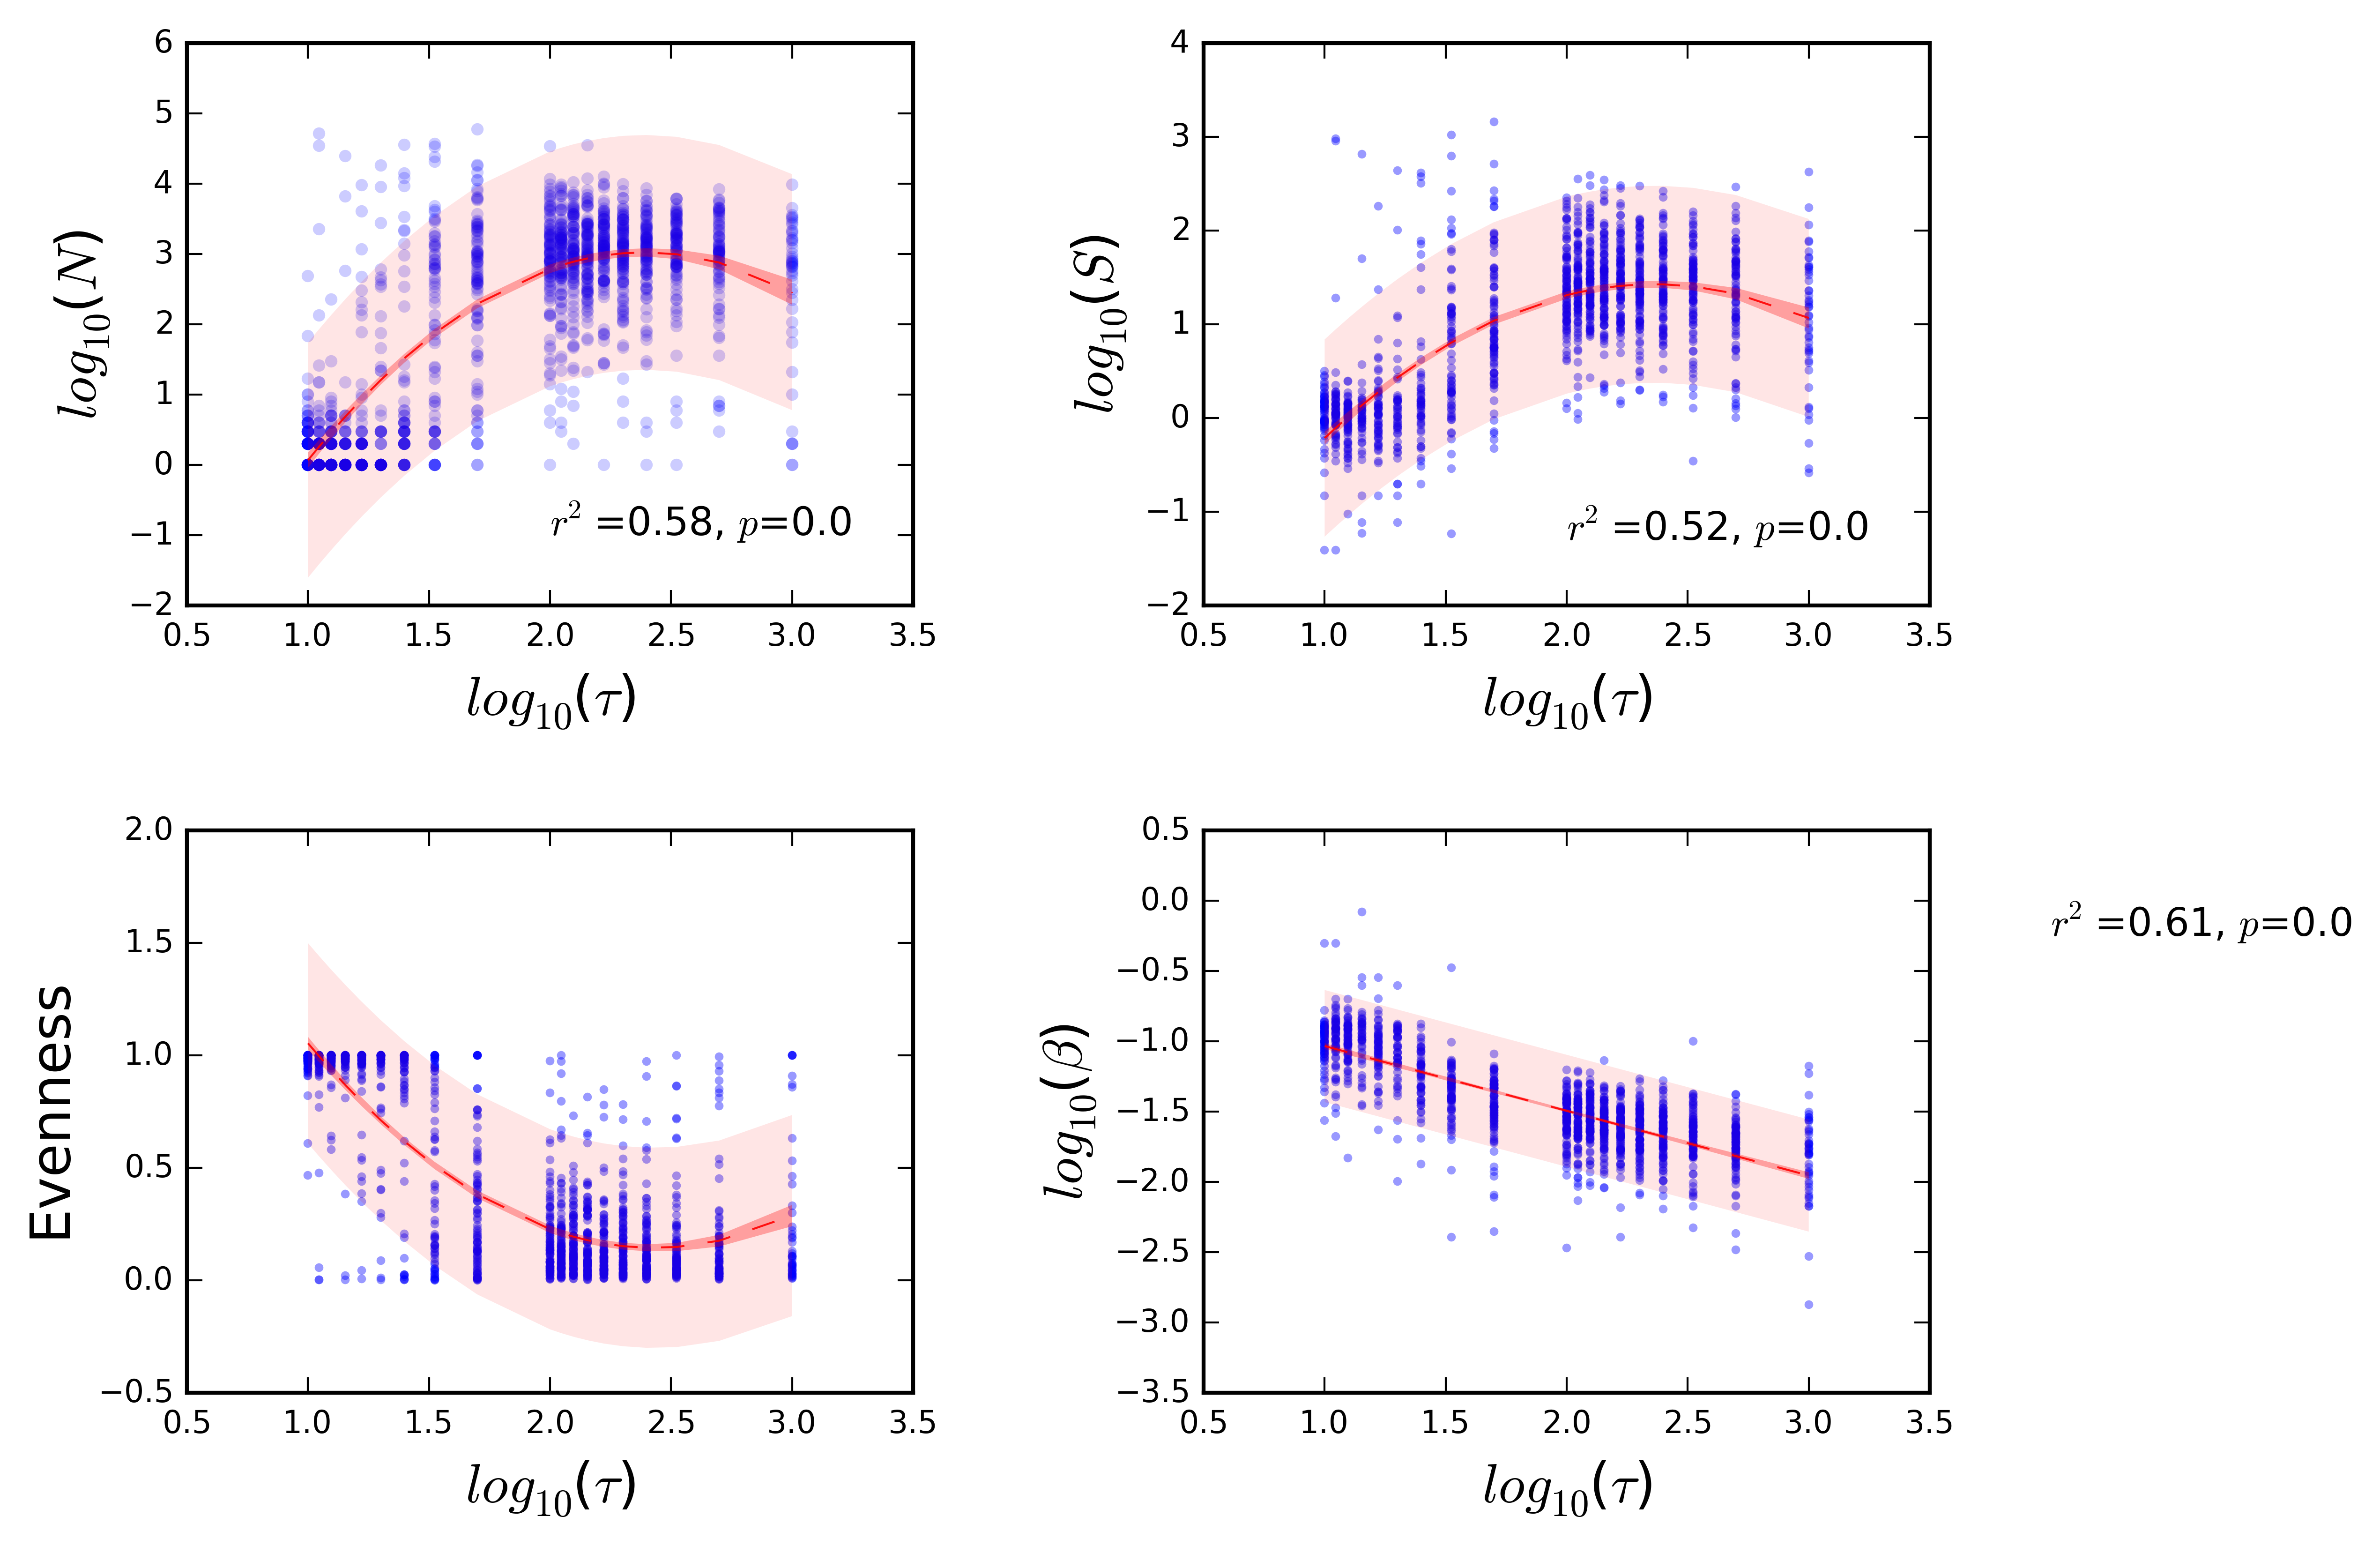 6
5
4
3
2
1
0
−1
−2
0.5 1.0 1.5 2.0 2.5 3.0 3.5
log₁₀(N)
log₁₀(τ)
r² =0.58, p=0.0
4
3
2
1
0
−1
−2
0.5 1.0 1.5 2.0 2.5 3.0 3.5
log₁₀(S)
log₁₀(τ)
r² =0.52, p=0.0
2.0
1.5
1.0
0.5
0.0
−0.5
0.5 1.0 1.5 2.0 2.5 3.0 3.5
Evenness
log₁₀(τ)
0.5
0.0
−0.5
−1.0
−1.5
−2.0
−2.5
−3.0
−3.5
0.5 1.0 1.5 2.0 2.5 3.0 3.5
log₁₀(β)
log₁₀(τ)
r² =0.61, p=0.0